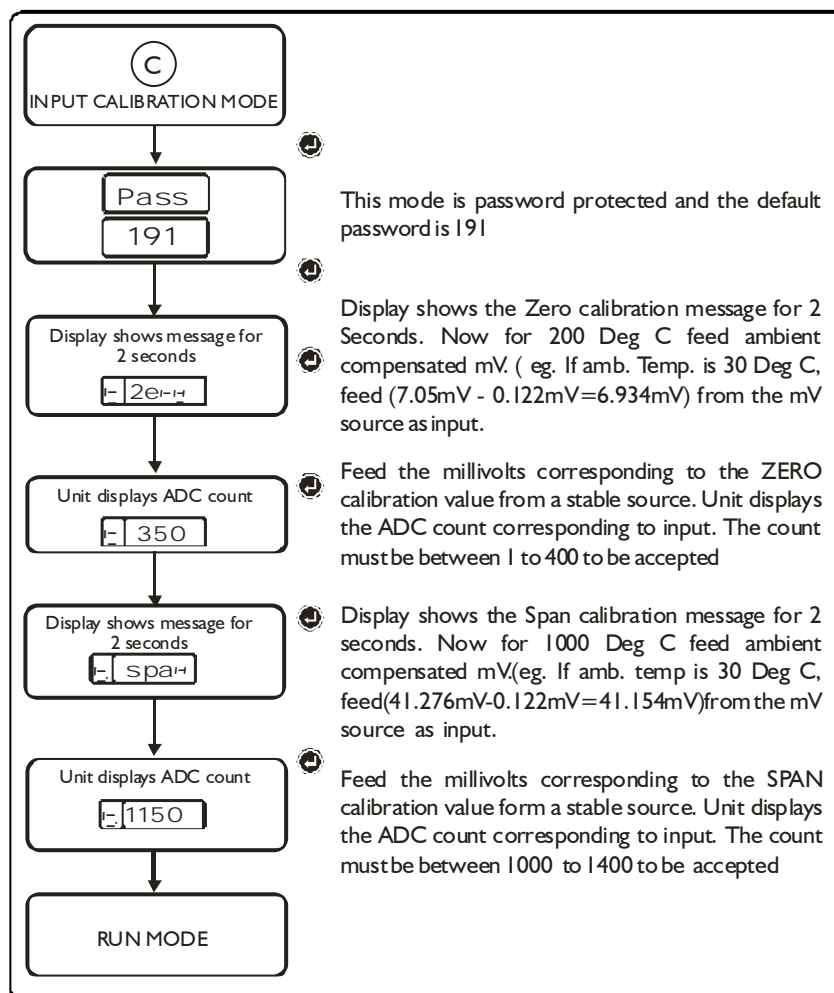 C
INPUT CALIBRATION MODE
Pass
191
This mode is password protected and the default
password is 191
Display shows message for
2 seconds
Display shows the Zero calibration message for 2
Seconds. Now for 200 Deg C feed ambient
compensated mV. ( eg. If amb. Temp. is 30 Deg C,
feed (7.05mV - 0.122mV=6.934mV) from the mV
source as input.
Unit displays ADC count
350
Feed the millivolts corresponding to the ZERO
calibration value from a stable source. Unit displays
the ADC count corresponding to input. The count
must be between 1 to 400 to be accepted
Display shows message for
2 seconds
Display shows the Span calibration message for 2
seconds. Now for 1000 Deg C feed ambient
compensated mV.(eg. If amb. temp is 30 Deg C,
feed(41.276mV-0.122mV=41.154mV)from the mV
source as input.
Unit displays ADC count
1150
Feed the millivolts corresponding to the SPAN
calibration value form a stable source. Unit displays
the ADC count corresponding to input. The count
must be between 1000 to 1400 to be accepted
RUN MODE